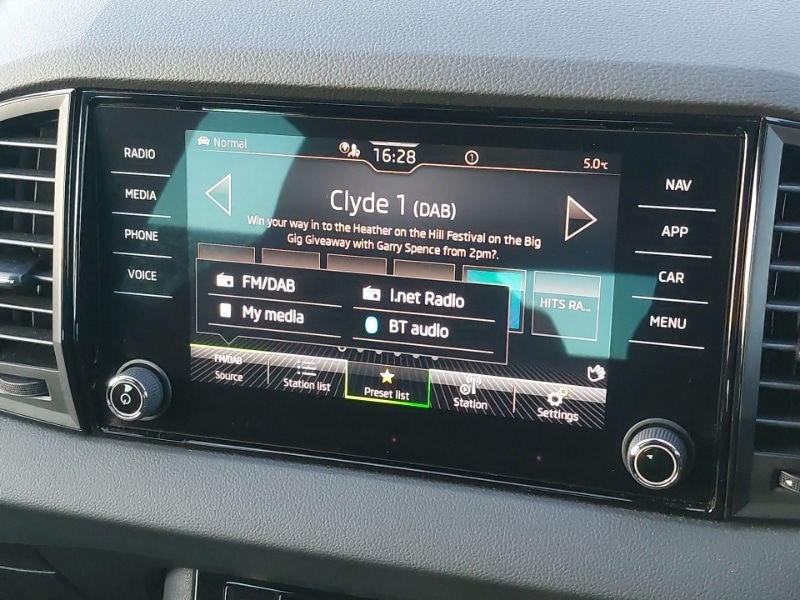 RADIO
MEDIA
PHONE
VOICE
Normal
16:28
1
5.0°C
Clyde 1 (DAB)
Win your way in to the Heather on the Hill Festival on the Big
Gig Giveaway with Garry Spence from 2pm?.
HITS RA...
FM/DAB
I.net Radio
My media
BT audio
FM/DAB
Source
Station list
Preset list
Station
Settings
NAV
APP
CAR
MENU